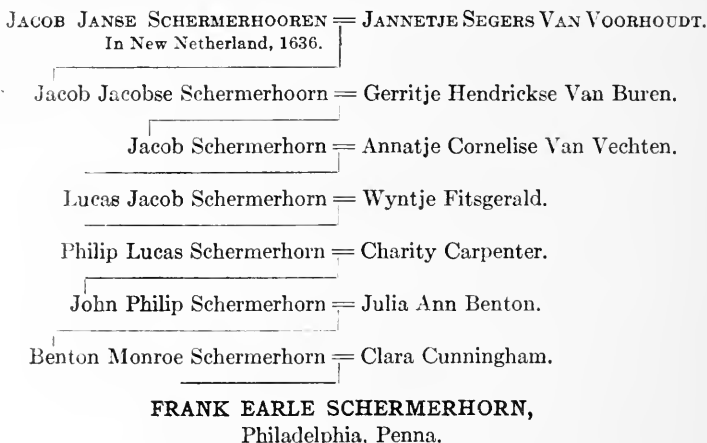 JACOB JANSE SCHERMERHOOREN = JANNETJE SEGERS VAN VOORHOUDT.
In New Netherland, 1636.
Jacob Jacobse Schermerhoorn = Gerritje Hendrickse Van Buren.
Jacob Schermerhorn = Annatje Cornelise Van Vechten.
Lucas Jacob Schermerhorn = Wyntje Fitsgerald.
Philip Lucas Schermerhorn = Charity Carpenter.
John Philip Schermerhorn = Julia Ann Benton.
Benton Monroe Schermerhorn = Clara Cunningham.
FRANK EARLE SCHERMERHORN,
Philadelphia, Penna.